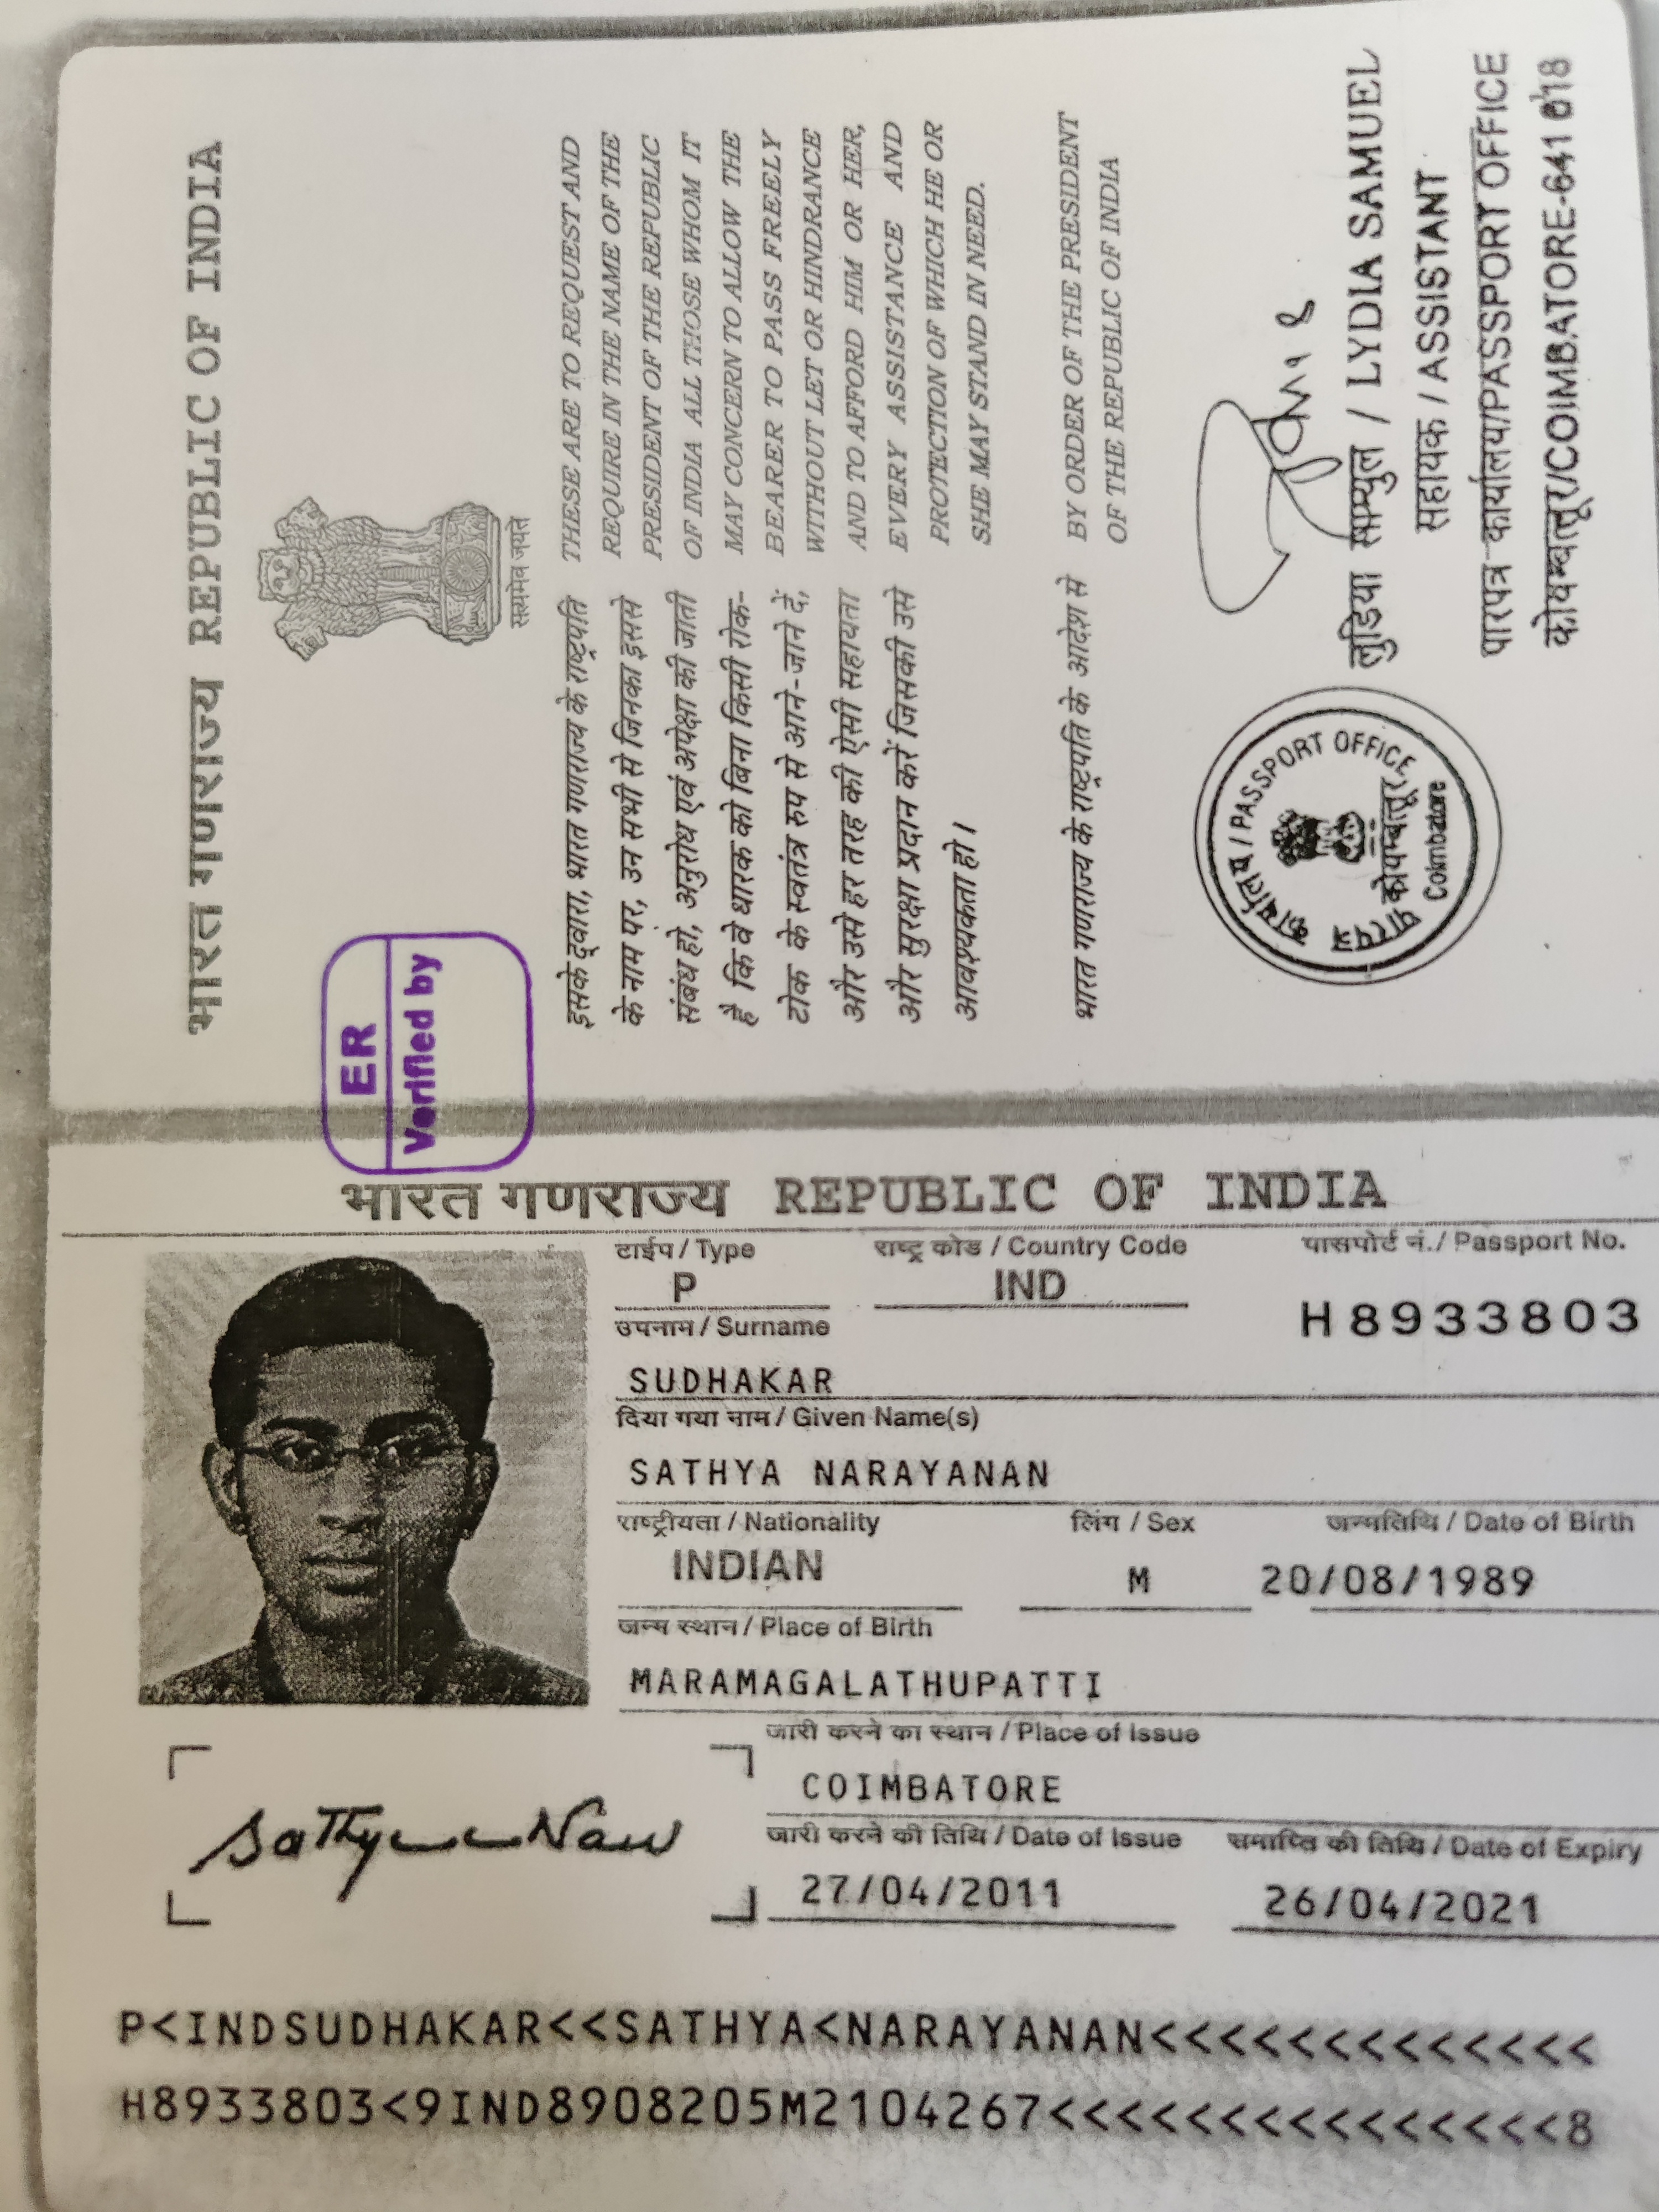 भारत गणराज्य REPUBLIC OF INDIA
सत्यमेव जयते
इसके द्वारा, भारत गणराज्य के राष्ट्रपति
के नाम पर, उन सभी से जिनका इससे
संबंध हो, अनुरोध एवं अपेक्षा की जाती
है कि वे धारक को बिना किसी रोक-
टोक के स्वतंत्र रुप से आने-जाने दें,
और उसे हर तरह की ऐसी सहायता
और सुरक्षा प्रदान करें जिसकी उसे
आवश्यकता हो।
THESE ARE TO REQUEST AND
REQUIRE IN THE NAME OF THE
PRESIDENT OF THE REPUBLIC
OF INDIA ALL THOSE WHOM IT
MAY CONCERN TO ALLOW THE
BEARER TO PASS FREELY
WITHOUT LET OR HINDRANCE
AND TO AFFORD HIM OR HER,
EVERY ASSISTANCE AND
PROTECTION OF WHICH HE OR
SHE MAY STAND IN NEED.
भारत गणराज्य के राष्ट्रपति के आदेश से
BY ORDER OF THE PRESIDENT
OF THE REPUBLIC OF INDIA
पारपत्र कार्यालय / PASSPORT OFFICE
कोयम्बत्तूर
Coimbatore
लुडिया सम्युल / LYDIA SAMUEL
सहायक / ASSISTANT
पारपत्र कार्यालय/PASSPORT OFFICE
कोयम्बत्तूर/COIMBATORE-641 018
ER
Verified by
भारत गणराज्य REPUBLIC OF INDIA
टाईप / Type राष्ट्र कोड / Country Code पासपोर्ट नं./ Passport No.
P IND H8933803
उपनाम / Surname
SUDHAKAR
दिया गया नाम / Given Name(s)
SATHYA NARAYANAN
राष्ट्रीयता / Nationality लिंग / Sex जन्मतिथि / Date of Birth
INDIAN M 20/08/1989
जन्म स्थान / Place of Birth
MARAMAGALATHUPATTI
जारी करने का स्थान / Place of Issue
COIMBATORE
जारी करने की तिथि / Date of Issue समाप्ति की तिथि / Date of Expiry
27/04/2011 26/04/2021
P<INDSUDHAKAR<<SATHYA<NARAYANAN<<<<<<<<<<<<<
H8933803<9IND8908205M2104267<<<<<<<<<<<<<<<8